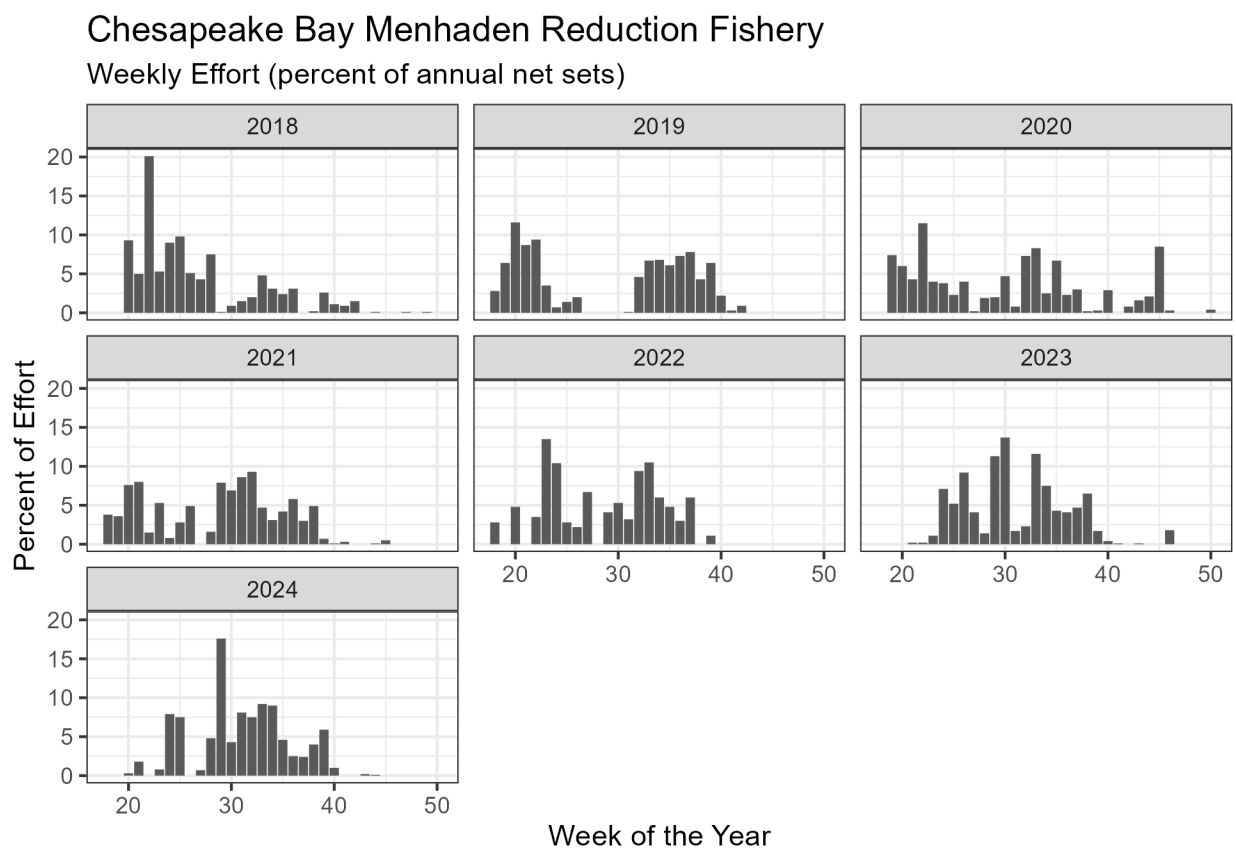 Chesapeake Bay Menhaden Reduction Fishery
Weekly Effort (percent of annual net sets)
2018 2019 2020
20
15
10
5
0
2021 2022 2023
20
15
10
5
0
20 30 40 50 20 30 40 50
2024
20
15
10
5
0
20 30 40 50
Percent of Effort
Week of the Year